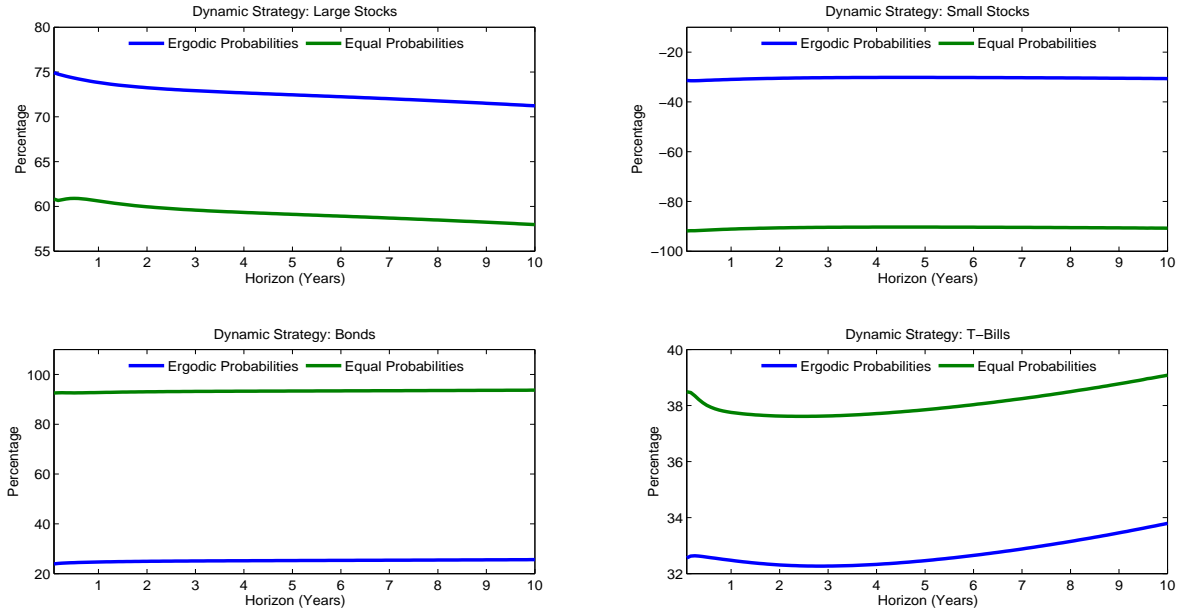 Dynamic Strategy: Large Stocks
80
Ergodic Probabilities
Equal Probabilities
75
70
65
60
55
Percentage
1 2 3 4 5 6 7 8 9 10
Horizon (Years)
Dynamic Strategy: Small Stocks
Ergodic Probabilities
Equal Probabilities
−20
−40
−60
−80
−100
Percentage
1 2 3 4 5 6 7 8 9 10
Horizon (Years)
Dynamic Strategy: Bonds
Ergodic Probabilities
Equal Probabilities
100
80
60
40
20
Percentage
1 2 3 4 5 6 7 8 9 10
Horizon (Years)
Dynamic Strategy: T−Bills
40
Ergodic Probabilities
Equal Probabilities
38
36
34
32
Percentage
1 2 3 4 5 6 7 8 9 10
Horizon (Years)